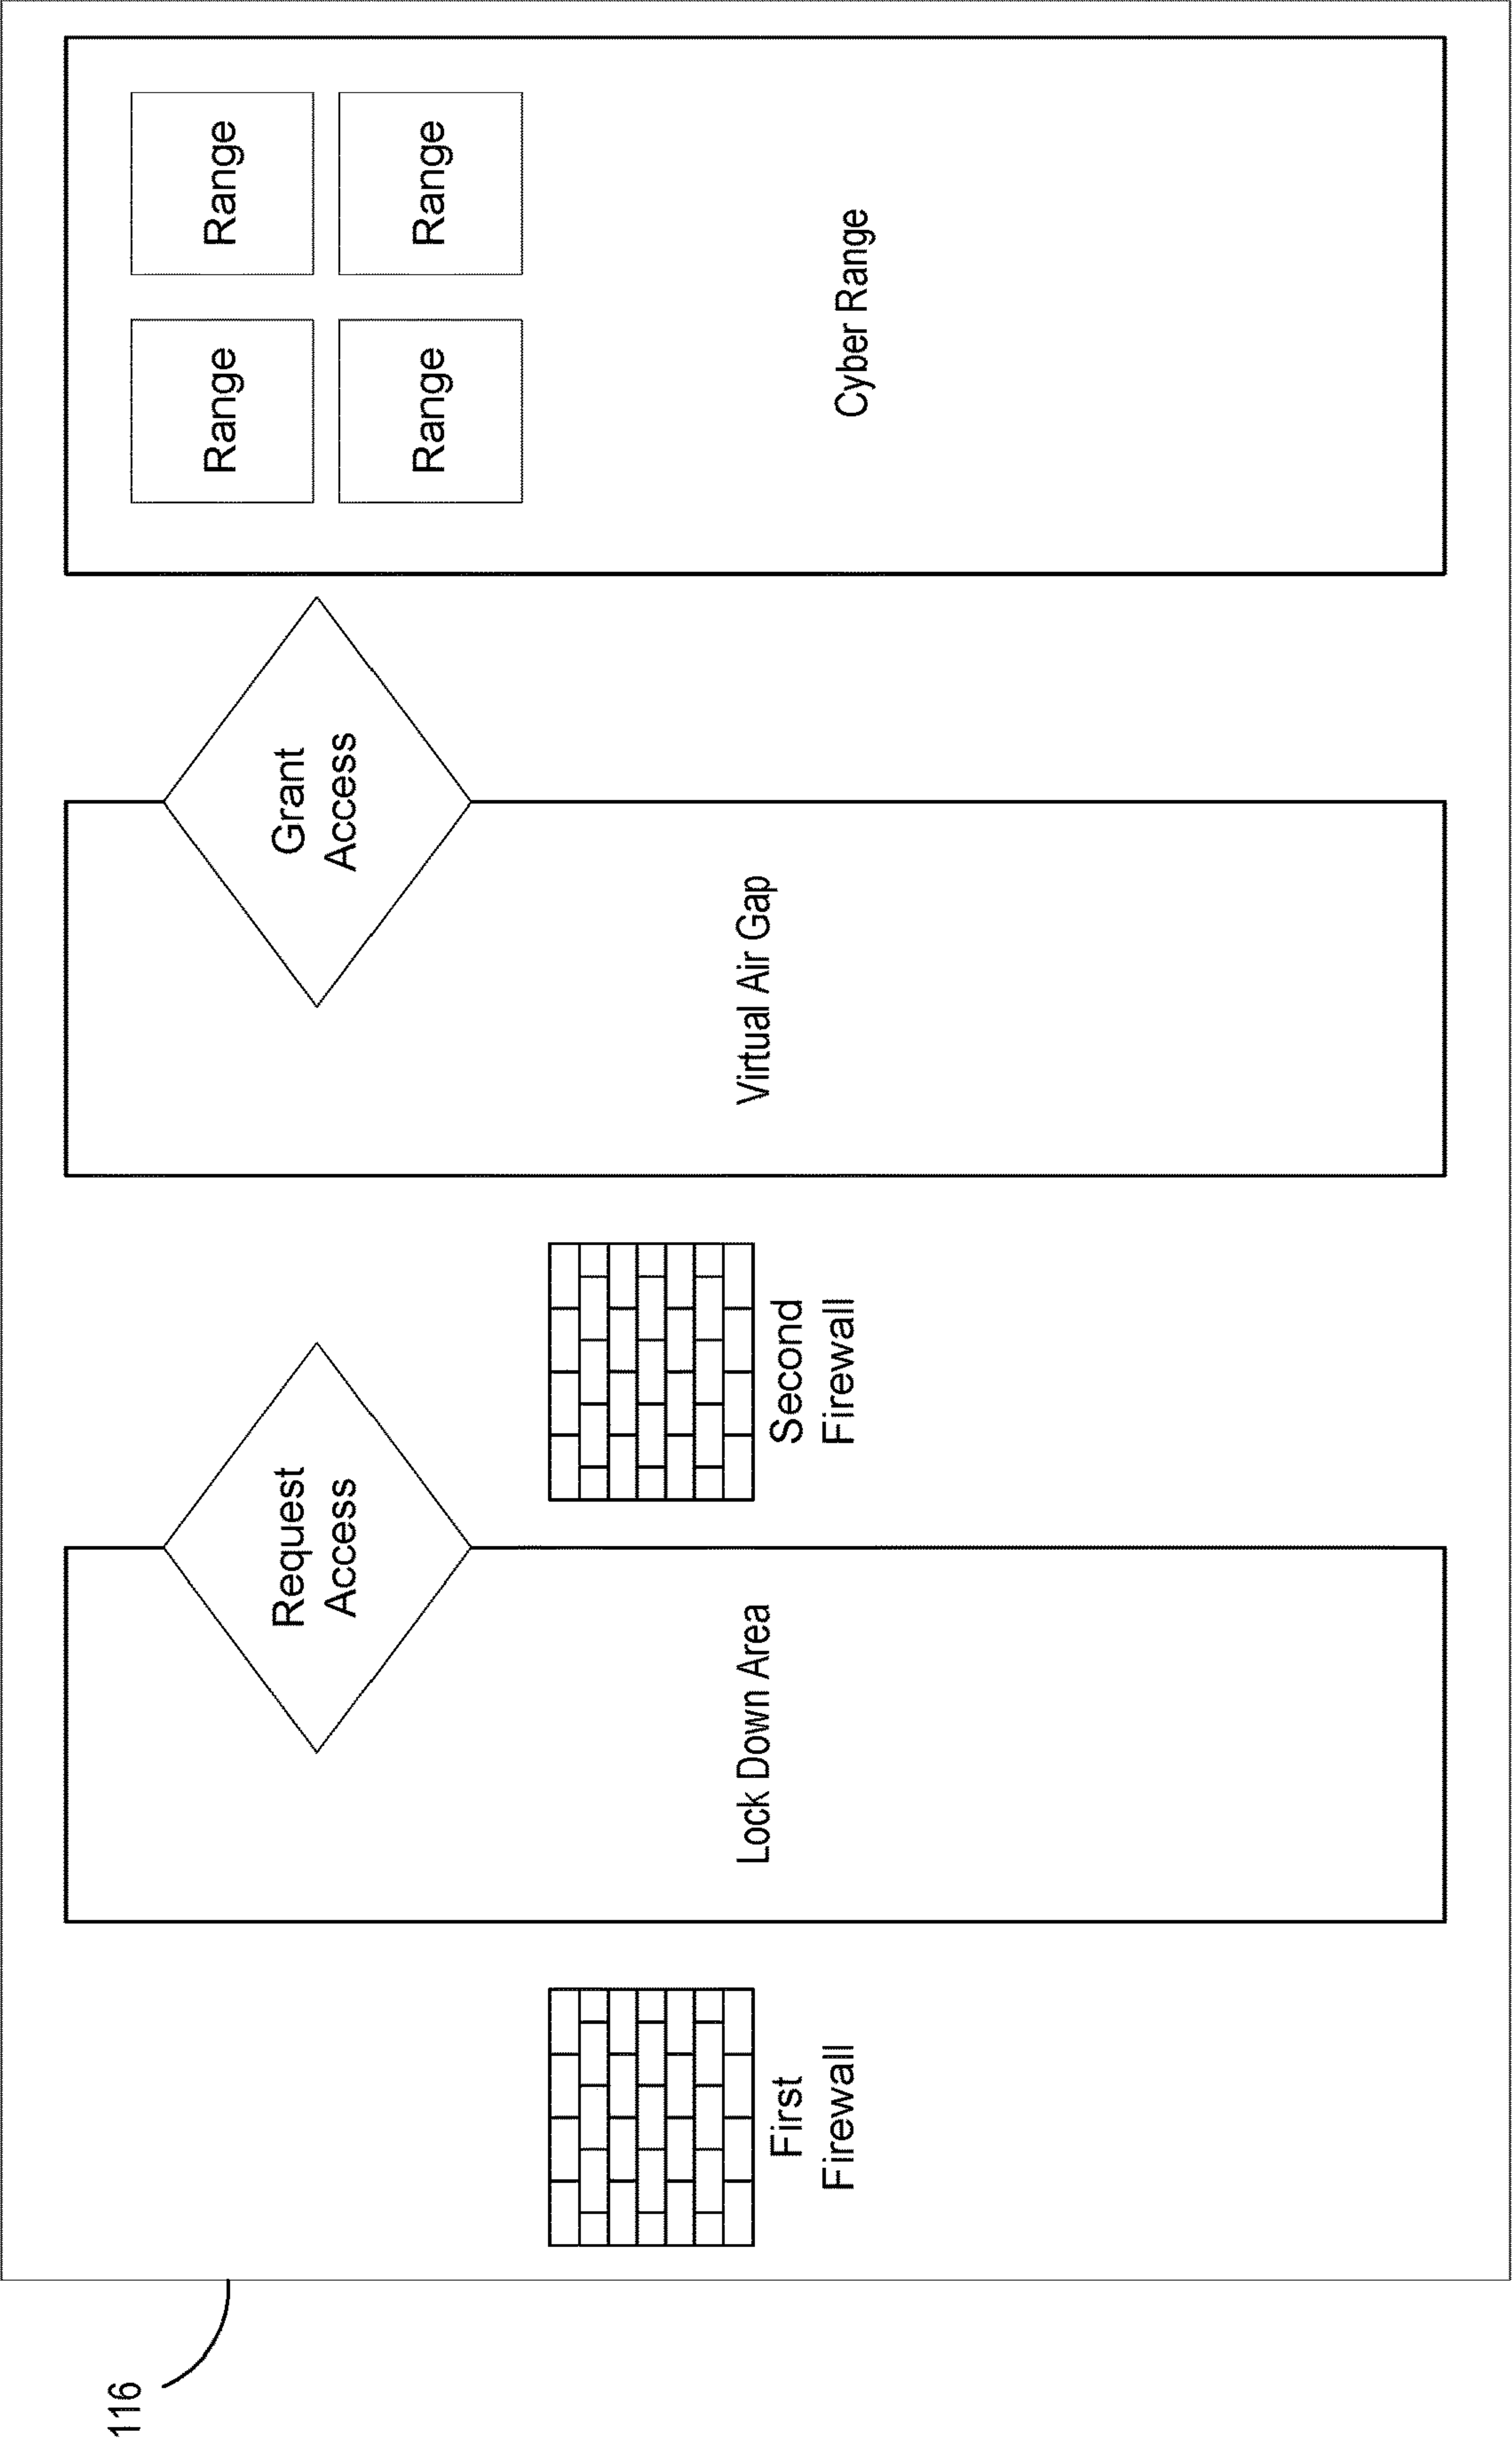 116
First
Firewall
Lock Down Area
Request
Access
Second
Firewall
Virtual Air Gap
Grant
Access
Range
Range
Range
Range
Cyber Range